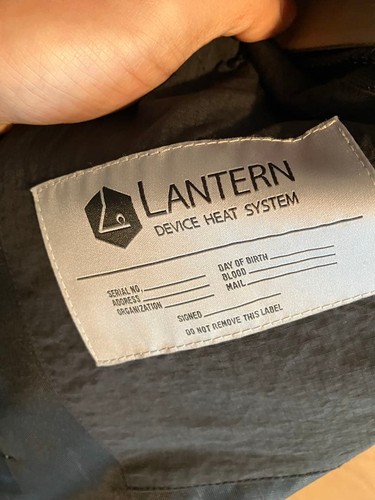 LANTERN
DEVICE HEAT SYSTEM
SERIAL NO.
ADDRESS
ORGANIZATION
DAY OF BIRTH
BLOOD
MAIL
SIGNED
DO NOT REMOVE THIS LABEL